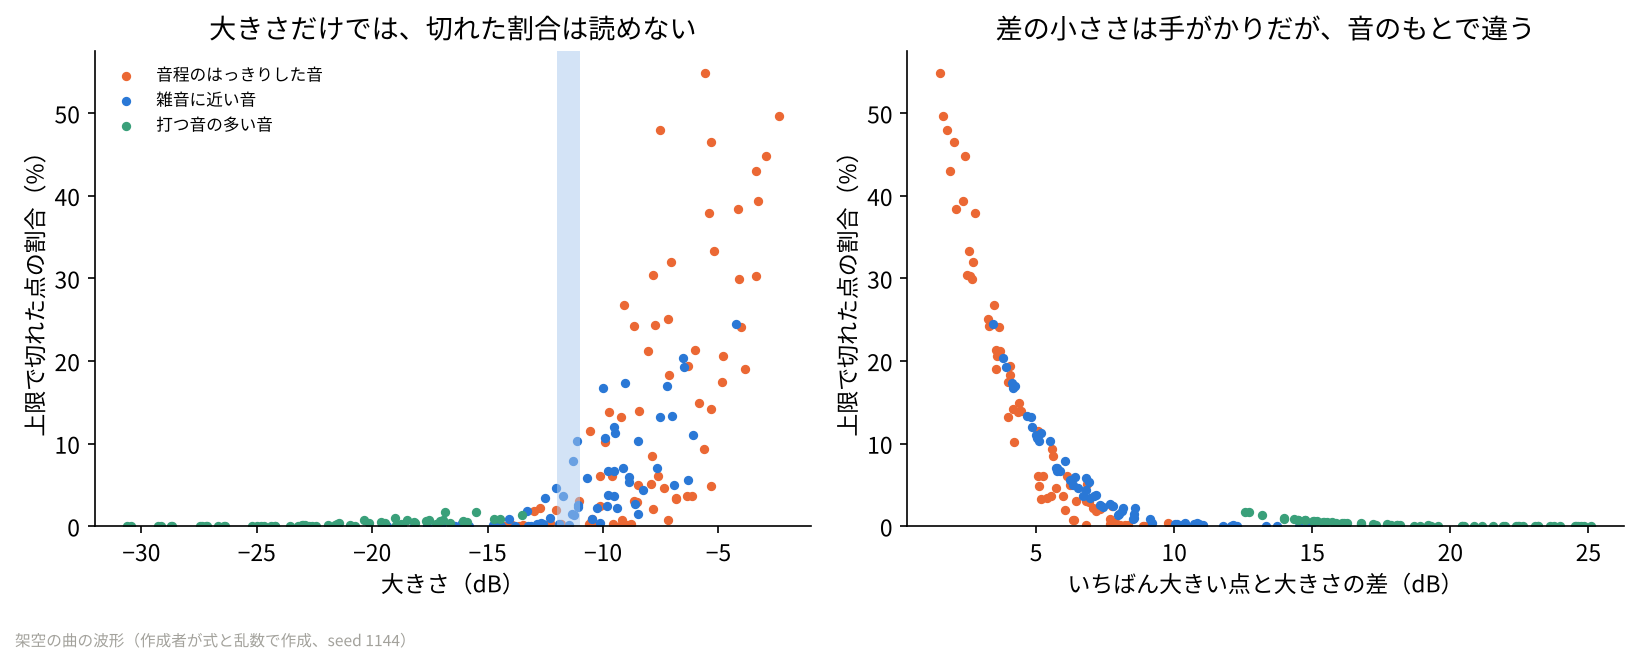 大きさだけでは、切れた割合は読めない
音程のはっきりした音
雑音に近い音
打つ音の多い音
上限で切れた点の割合（%）
50
40
30
20
10
0
−30
−25
−20
−15
−10
−5
大きさ（dB）
差の小ささは手がかりだが、音のもとで違う
上限で切れた点の割合（%）
50
40
30
20
10
0
5
10
15
20
25
いちばん大きい点と大きさの差（dB）
架空の曲の波形（作成者が式と乱数で作成、seed 1144）